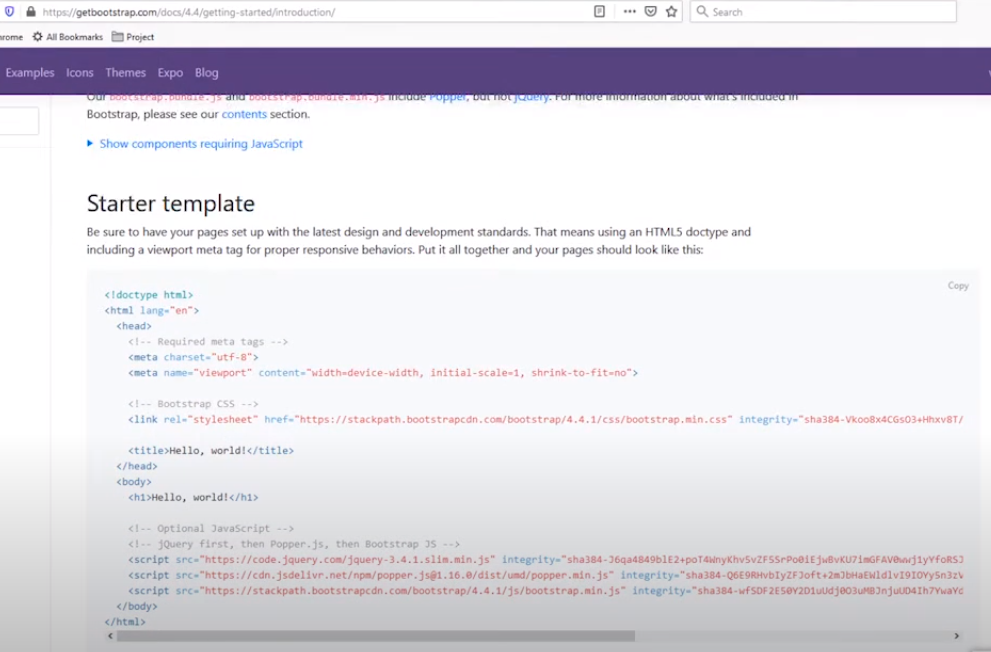 https://getbootstrap.com/docs/4.4/getting-started/introduction/
Search
rome All Bookmarks Project
Examples Icons Themes Expo Blog
Our bootstrap.bundle.js and bootstrap.bundle.min.js include Popper, but not jQuery. For more information about what's included in
Bootstrap, please see our contents section.
Show components requiring JavaScript
Starter template
Be sure to have your pages set up with the latest design and development standards. That means using an HTML5 doctype and
including a viewport meta tag for proper responsive behaviors. Put it all together and your pages should look like this:
Copy
<!doctype html>
<html lang="en">
<head>
<!-- Required meta tags -->
<meta charset="utf-8">
<meta name="viewport" content="width=device-width, initial-scale=1, shrink-to-fit=no">
<!-- Bootstrap CSS -->
<link rel="stylesheet" href="https://stackpath.bootstrapcdn.com/bootstrap/4.4.1/css/bootstrap.min.css" integrity="sha384-Vkoo8x4CGsO3+Hhxv8T/
<title>Hello, world!</title>
</head>
<body>
<h1>Hello, world!</h1>
<!-- Optional JavaScript -->
<!-- jQuery first, then Popper.js, then Bootstrap JS -->
<script src="https://code.jquery.com/jquery-3.4.1.slim.min.js" integrity="sha384-J6qa4849blE2+poT4WnyKhv5vZF5SrPo0iEjwBvKU7imGFAV0wwj1yYfoRSJ
<script src="https://cdn.jsdelivr.net/npm/popper.js@1.16.0/dist/umd/popper.min.js" integrity="sha384-Q6E9RHvbIyZFJoft+2mJbHaEWldlvI9IOYy5n3zV
<script src="https://stackpath.bootstrapcdn.com/bootstrap/4.4.1/js/bootstrap.min.js" integrity="sha384-wfSDF2E50Y2D1uUdj0O3uMBJnjuUD4Ih7YwaYd
</body>
</html>